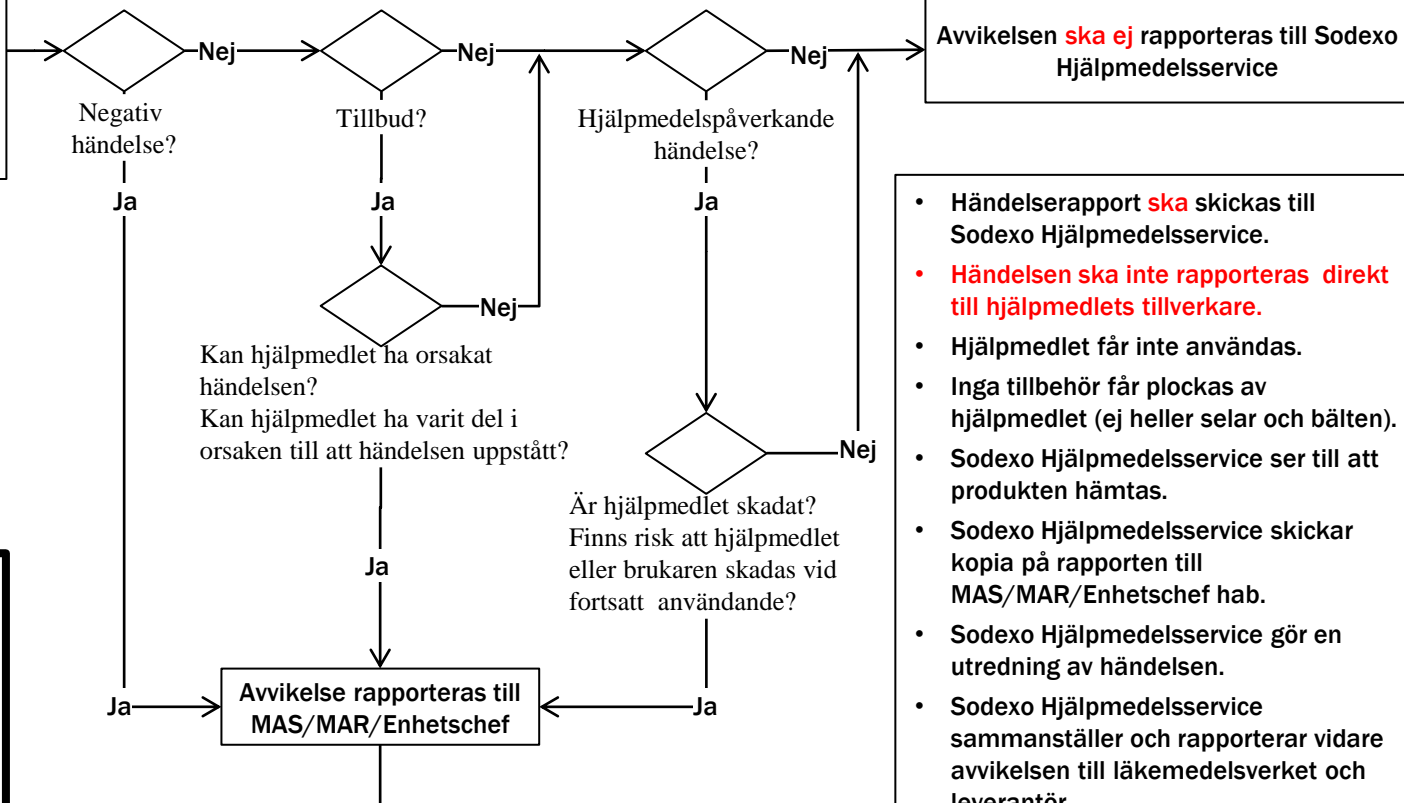 Nej
Nej
Nej
Avvikelsen ska ej rapporteras till Sodexo
Hjälpmedelsservice
Negativ
händelse?
Tillbud?
Hjälpmedelspåverkande
händelse?
Ja
Ja
Ja
Nej
Kan hjälpmedlet ha orsakat
händelsen?
Kan hjälpmedlet ha varit del i
orsaken till att händelsen uppstått?
Nej
Är hjälpmedlet skadat?
Finns risk att hjälpmedlet
eller brukaren skadas vid
fortsatt användande?
Ja
Ja
Avvikelse rapporteras till
MAS/MAR/Enhetschef
Ja
• Händelserapport ska skickas till
Sodexo Hjälpmedelsservice.
• Händelsen ska inte rapporteras direkt
till hjälpmedlets tillverkare.
• Hjälpmedlet får inte användas.
• Inga tillbehör får plockas av
hjälpmedlet (ej heller selar och bälten).
• Sodexo Hjälpmedelsservice ser till att
produkten hämtas.
• Sodexo Hjälpmedelsservice skickar
kopia på rapporten till
MAS/MAR/Enhetschef hab.
• Sodexo Hjälpmedelsservice gör en
utredning av händelsen.
• Sodexo Hjälpmedelsservice
sammanställer och rapporterar vidare
avvikelsen till läkemedelsverket och
leverantör